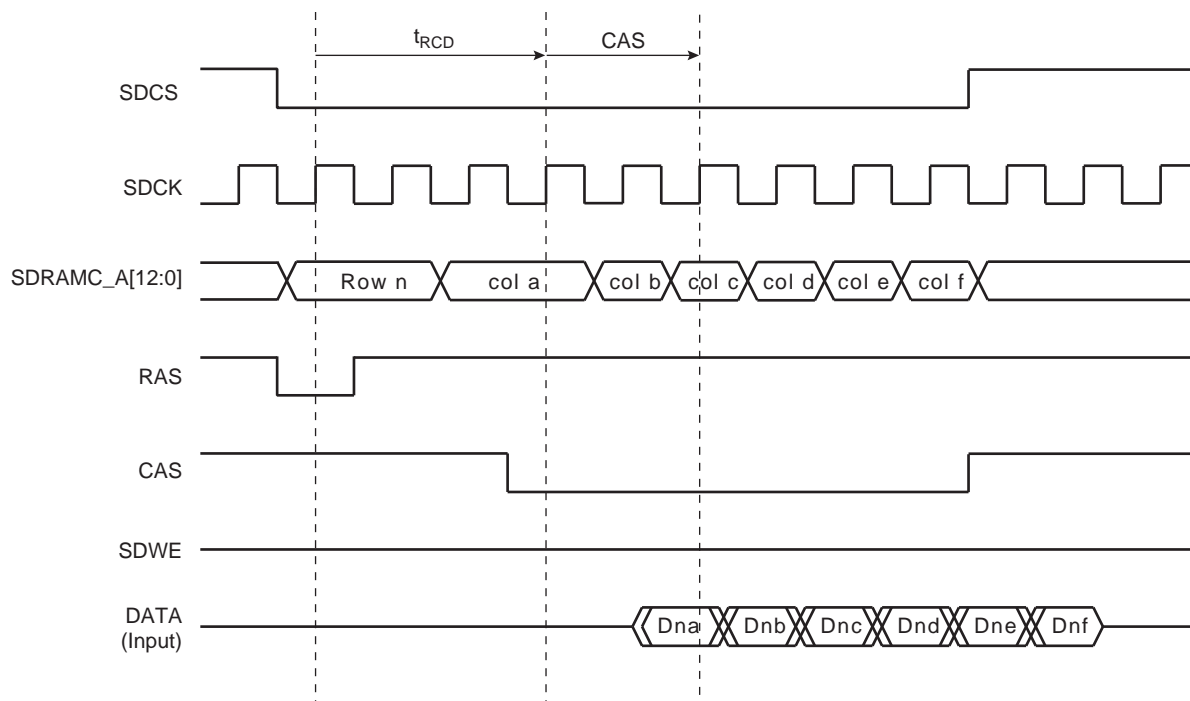 tRCD CAS
SDCS
SDCK
SDRAMC_A[12:0] Row n col a col b col c col d col e col f
RAS
CAS
SDWE
DATA
(Input) Dna Dnb Dnc Dnd Dne Dnf